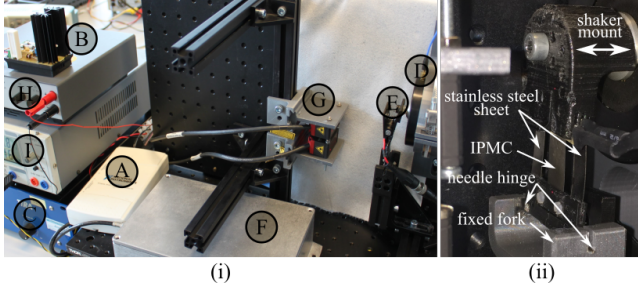 B
D
G
E
H
I
A
C
F
shaker
mount
stainless steel
sheet
IPMC
needle hinge
fixed fork
(i)
(ii)